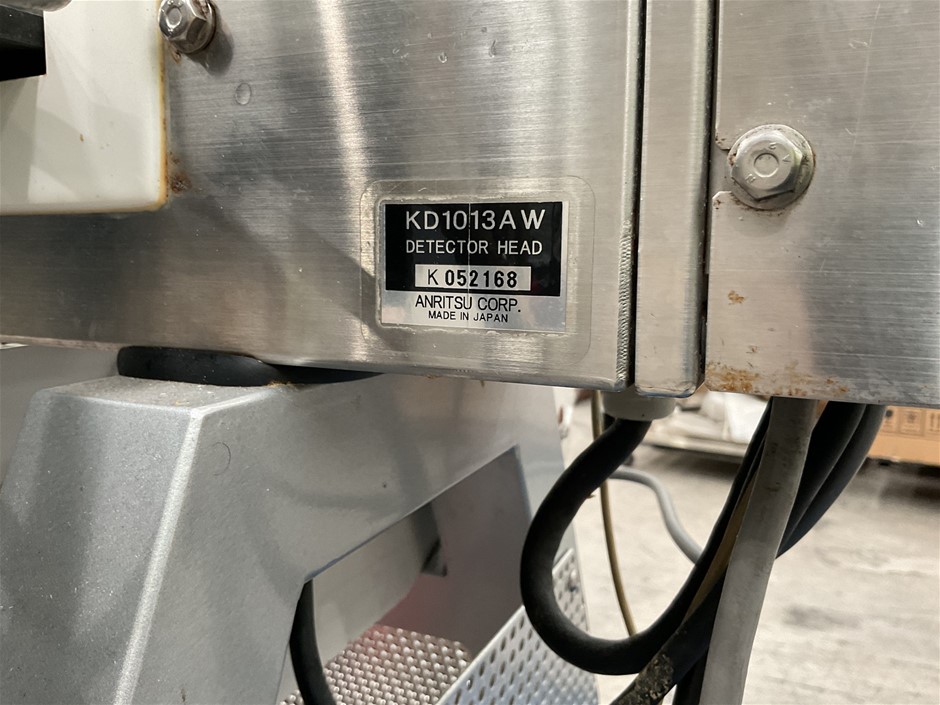 KD1013AW
DETECTOR HEAD
K 052168
ANRITSU CORP.
MADE IN JAPAN